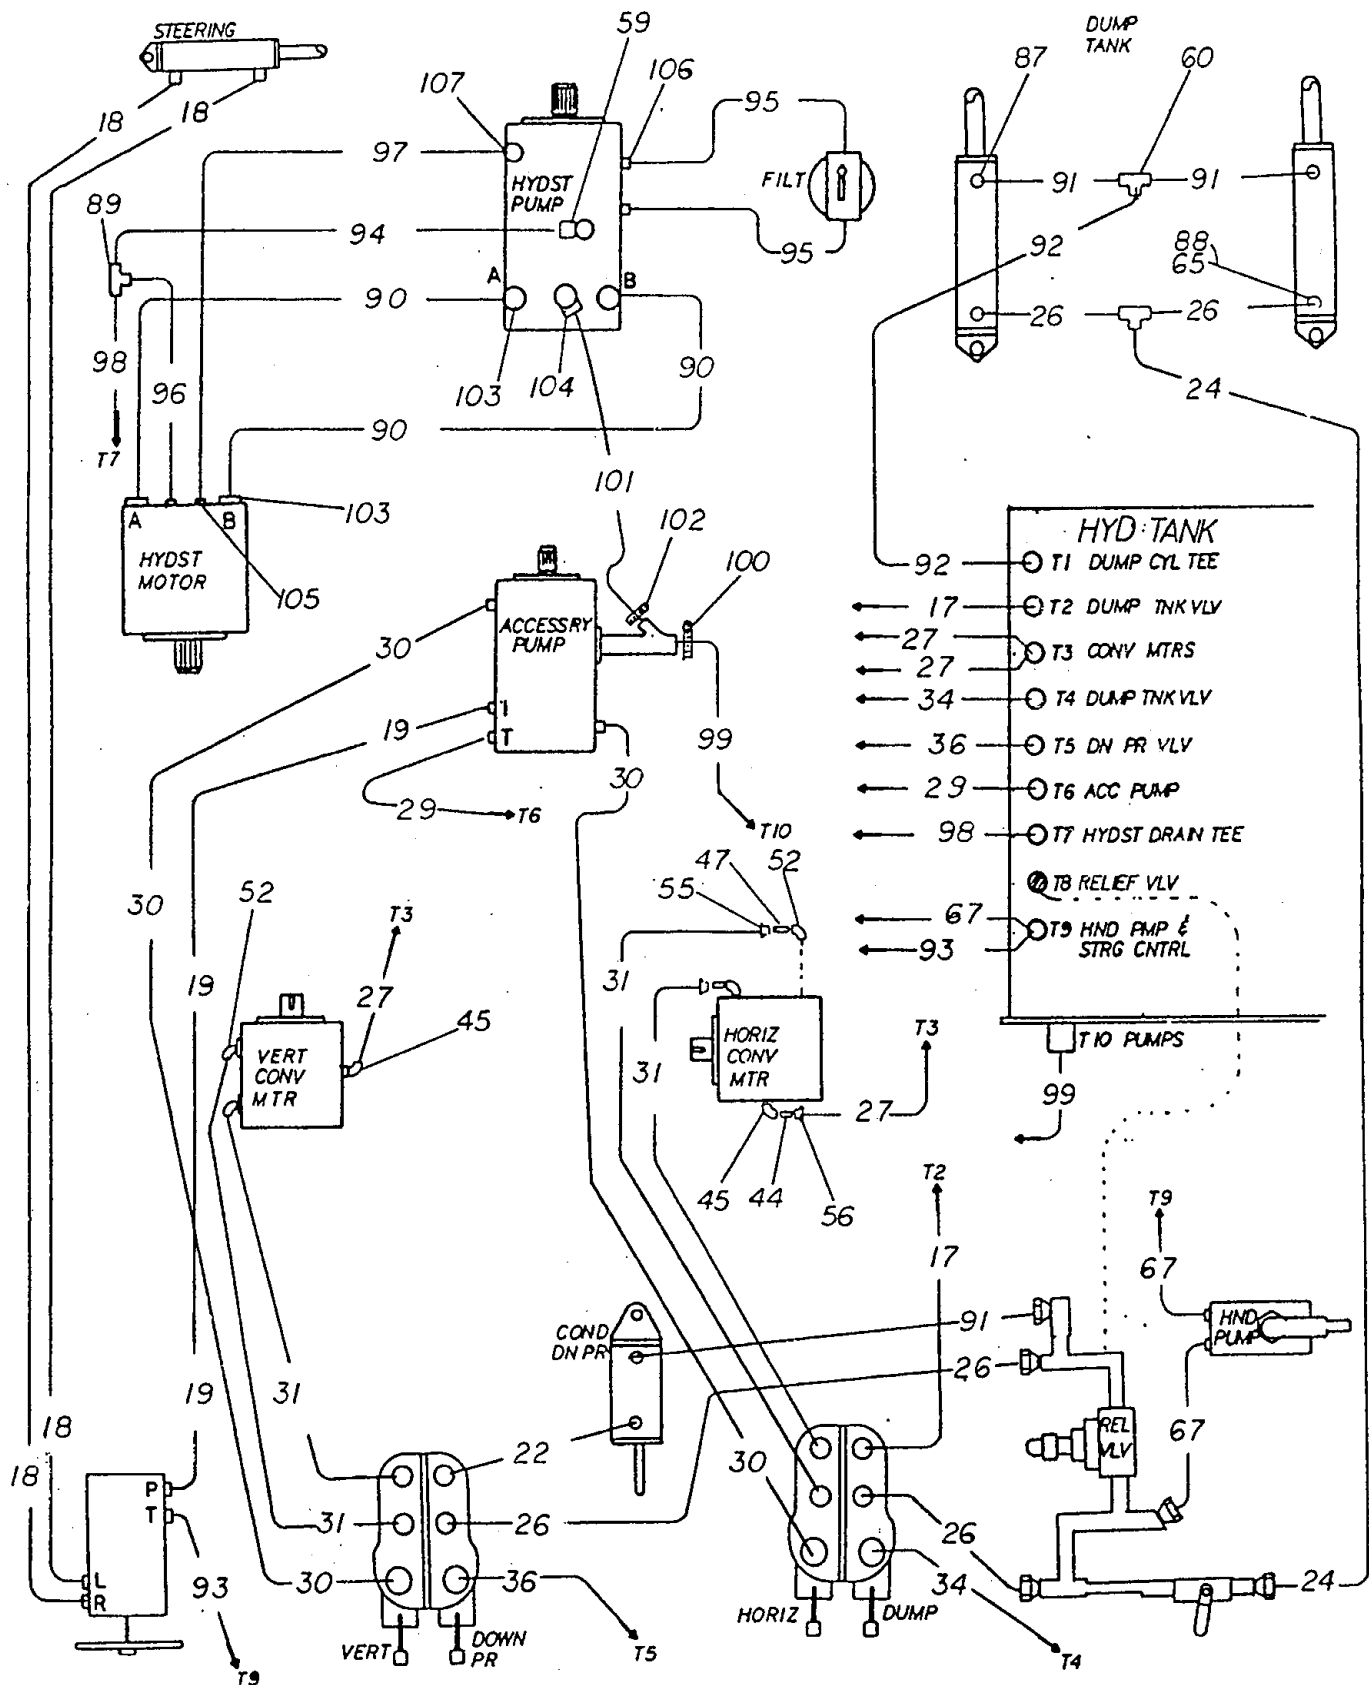 STEERING
59
DUMP
TANK
87
60
107
106
95
18
18
97
HYDST
PUMP
FILT
91
91
89
94
95
92
88
65
A
B
90
26
26
98
96
103
104
90
24
T7
90
101
103
A
B
HYDST
MOTOR
105
102
100
HYD. TANK
92
T1 DUMP CYL TEE
17
T2 DUMP TNK VLV
27
27
T3 CONV MTRS
34
T4 DUMP TNK VLV
36
T5 DN PR VLV
29
T6 ACC PUMP
98
T7 HYDST DRAIN TEE
T8 RELIEF VLV
67
93
T9 HND PMP &
STRG CNTRL
T10 PUMPS
99
ACCESSRY
PUMP
30
19
I
T
99
30
29
T6
T10
47
52
55
30
52
T3
31
19
27
45
VERT
CONV
MTR
HORIZ
CONV
MTR
T3
31
27
45
44
56
T2
T9
17
67
COND
DN PR
91
HND
PUMP
26
19
31
REL
VLV
67
18
18
22
30
P
T
31
26
26
L
R
93
30
36
34
24
HORIZ
DUMP
VERT
DOWN
PR
T5
T4
T9